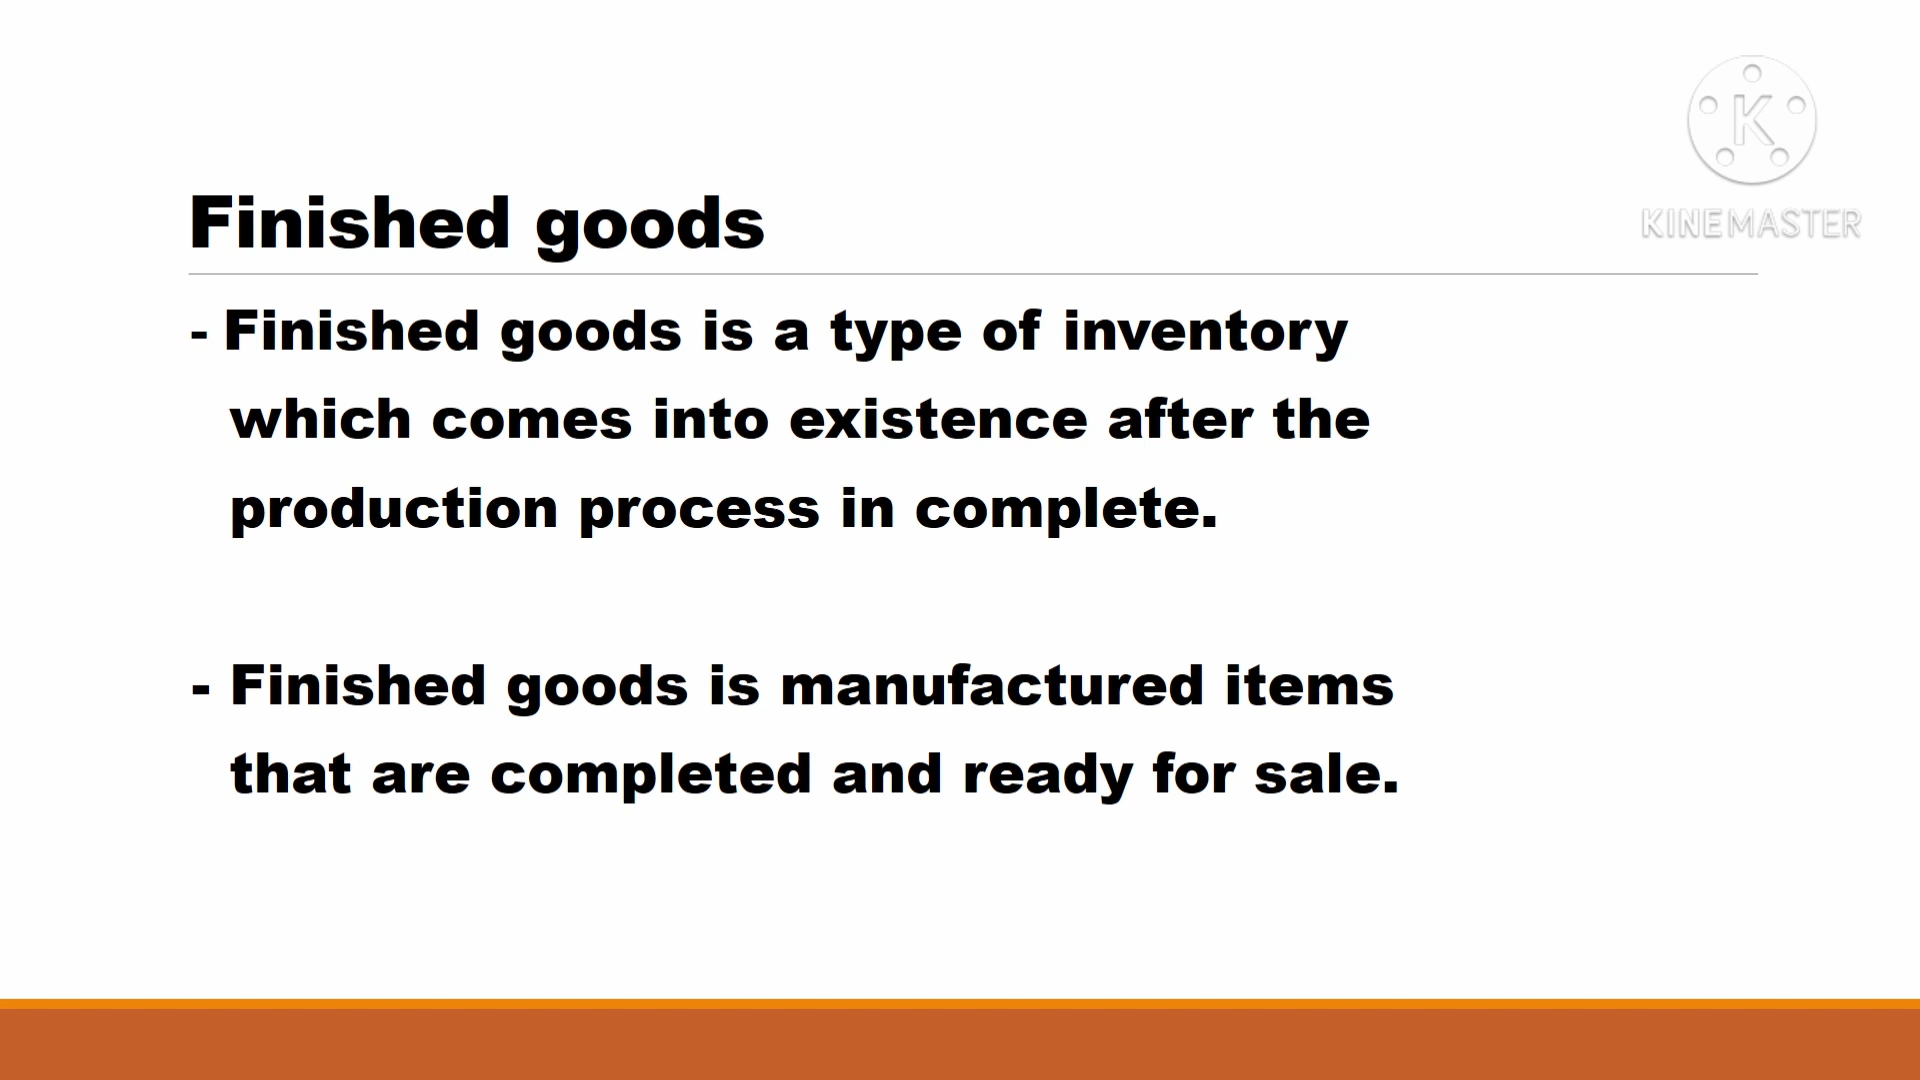 K
KINEMASTER
Finished goods
- Finished goods is a type of inventory
which comes into existence after the
production process in complete.
- Finished goods is manufactured items
that are completed and ready for sale.